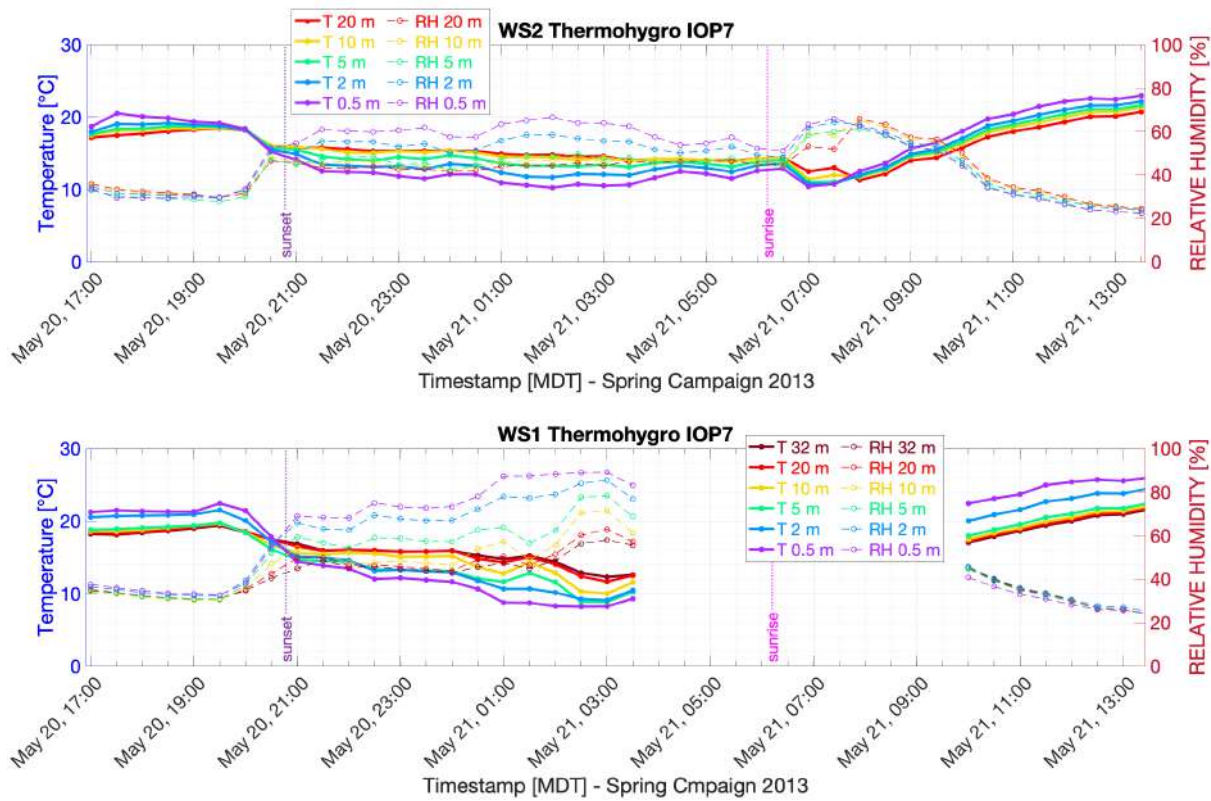 WS2 Thermohygro IOP7
T 20 m RH 20 m
T 10 m RH 10 m
T 5 m RH 5 m
T 2 m RH 2 m
T 0.5 m RH 0.5 m
Temperature [°C]
30
20
10
0
RELATIVE HUMIDITY [%]
100
80
60
40
20
0
sunset
sunrise
May 20, 17:00
May 20, 19:00
May 20, 21:00
May 20, 23:00
May 21, 01:00
May 21, 03:00
May 21, 05:00
May 21, 07:00
May 21, 09:00
May 21, 11:00
May 21, 13:00
Timestamp [MDT] - Spring Campaign 2013
WS1 Thermohygro IOP7
T 32 m RH 32 m
T 20 m RH 20 m
T 10 m RH 10 m
T 5 m RH 5 m
T 2 m RH 2 m
T 0.5 m RH 0.5 m
Temperature [°C]
30
20
10
0
RELATIVE HUMIDITY [%]
100
80
60
40
20
0
sunset
sunrise
May 20, 17:00
May 20, 19:00
May 20, 21:00
May 20, 23:00
May 21, 01:00
May 21, 03:00
May 21, 05:00
May 21, 07:00
May 21, 09:00
May 21, 11:00
May 21, 13:00
Timestamp [MDT] - Spring Cmpaign 2013